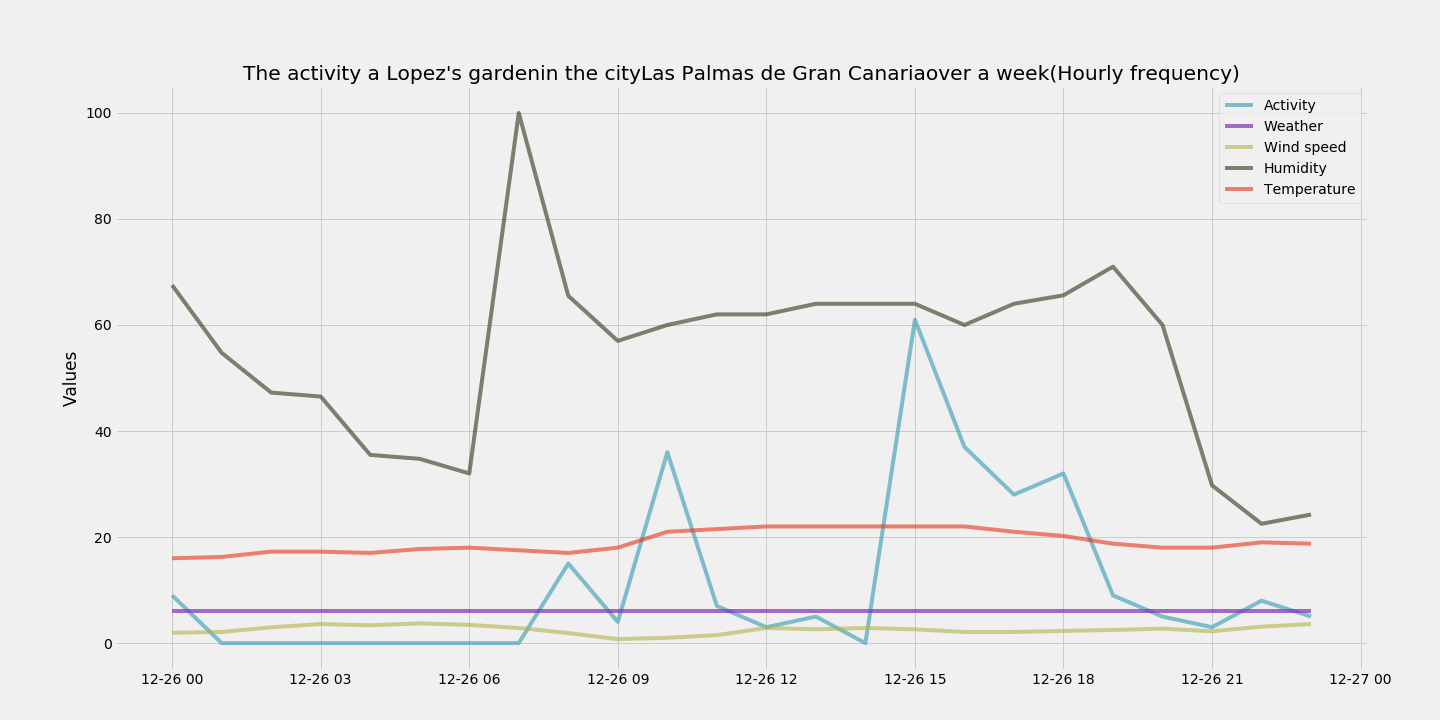 The activity a Lopez's gardenin the cityLas Palmas de Gran Canariaover a week(Hourly frequency)
Activity
Weather
Wind speed
Humidity
Temperature
Values
100
80
60
40
20
0
12-26 00
12-26 03
12-26 06
12-26 09
12-26 12
12-26 15
12-26 18
12-26 21
12-27 00